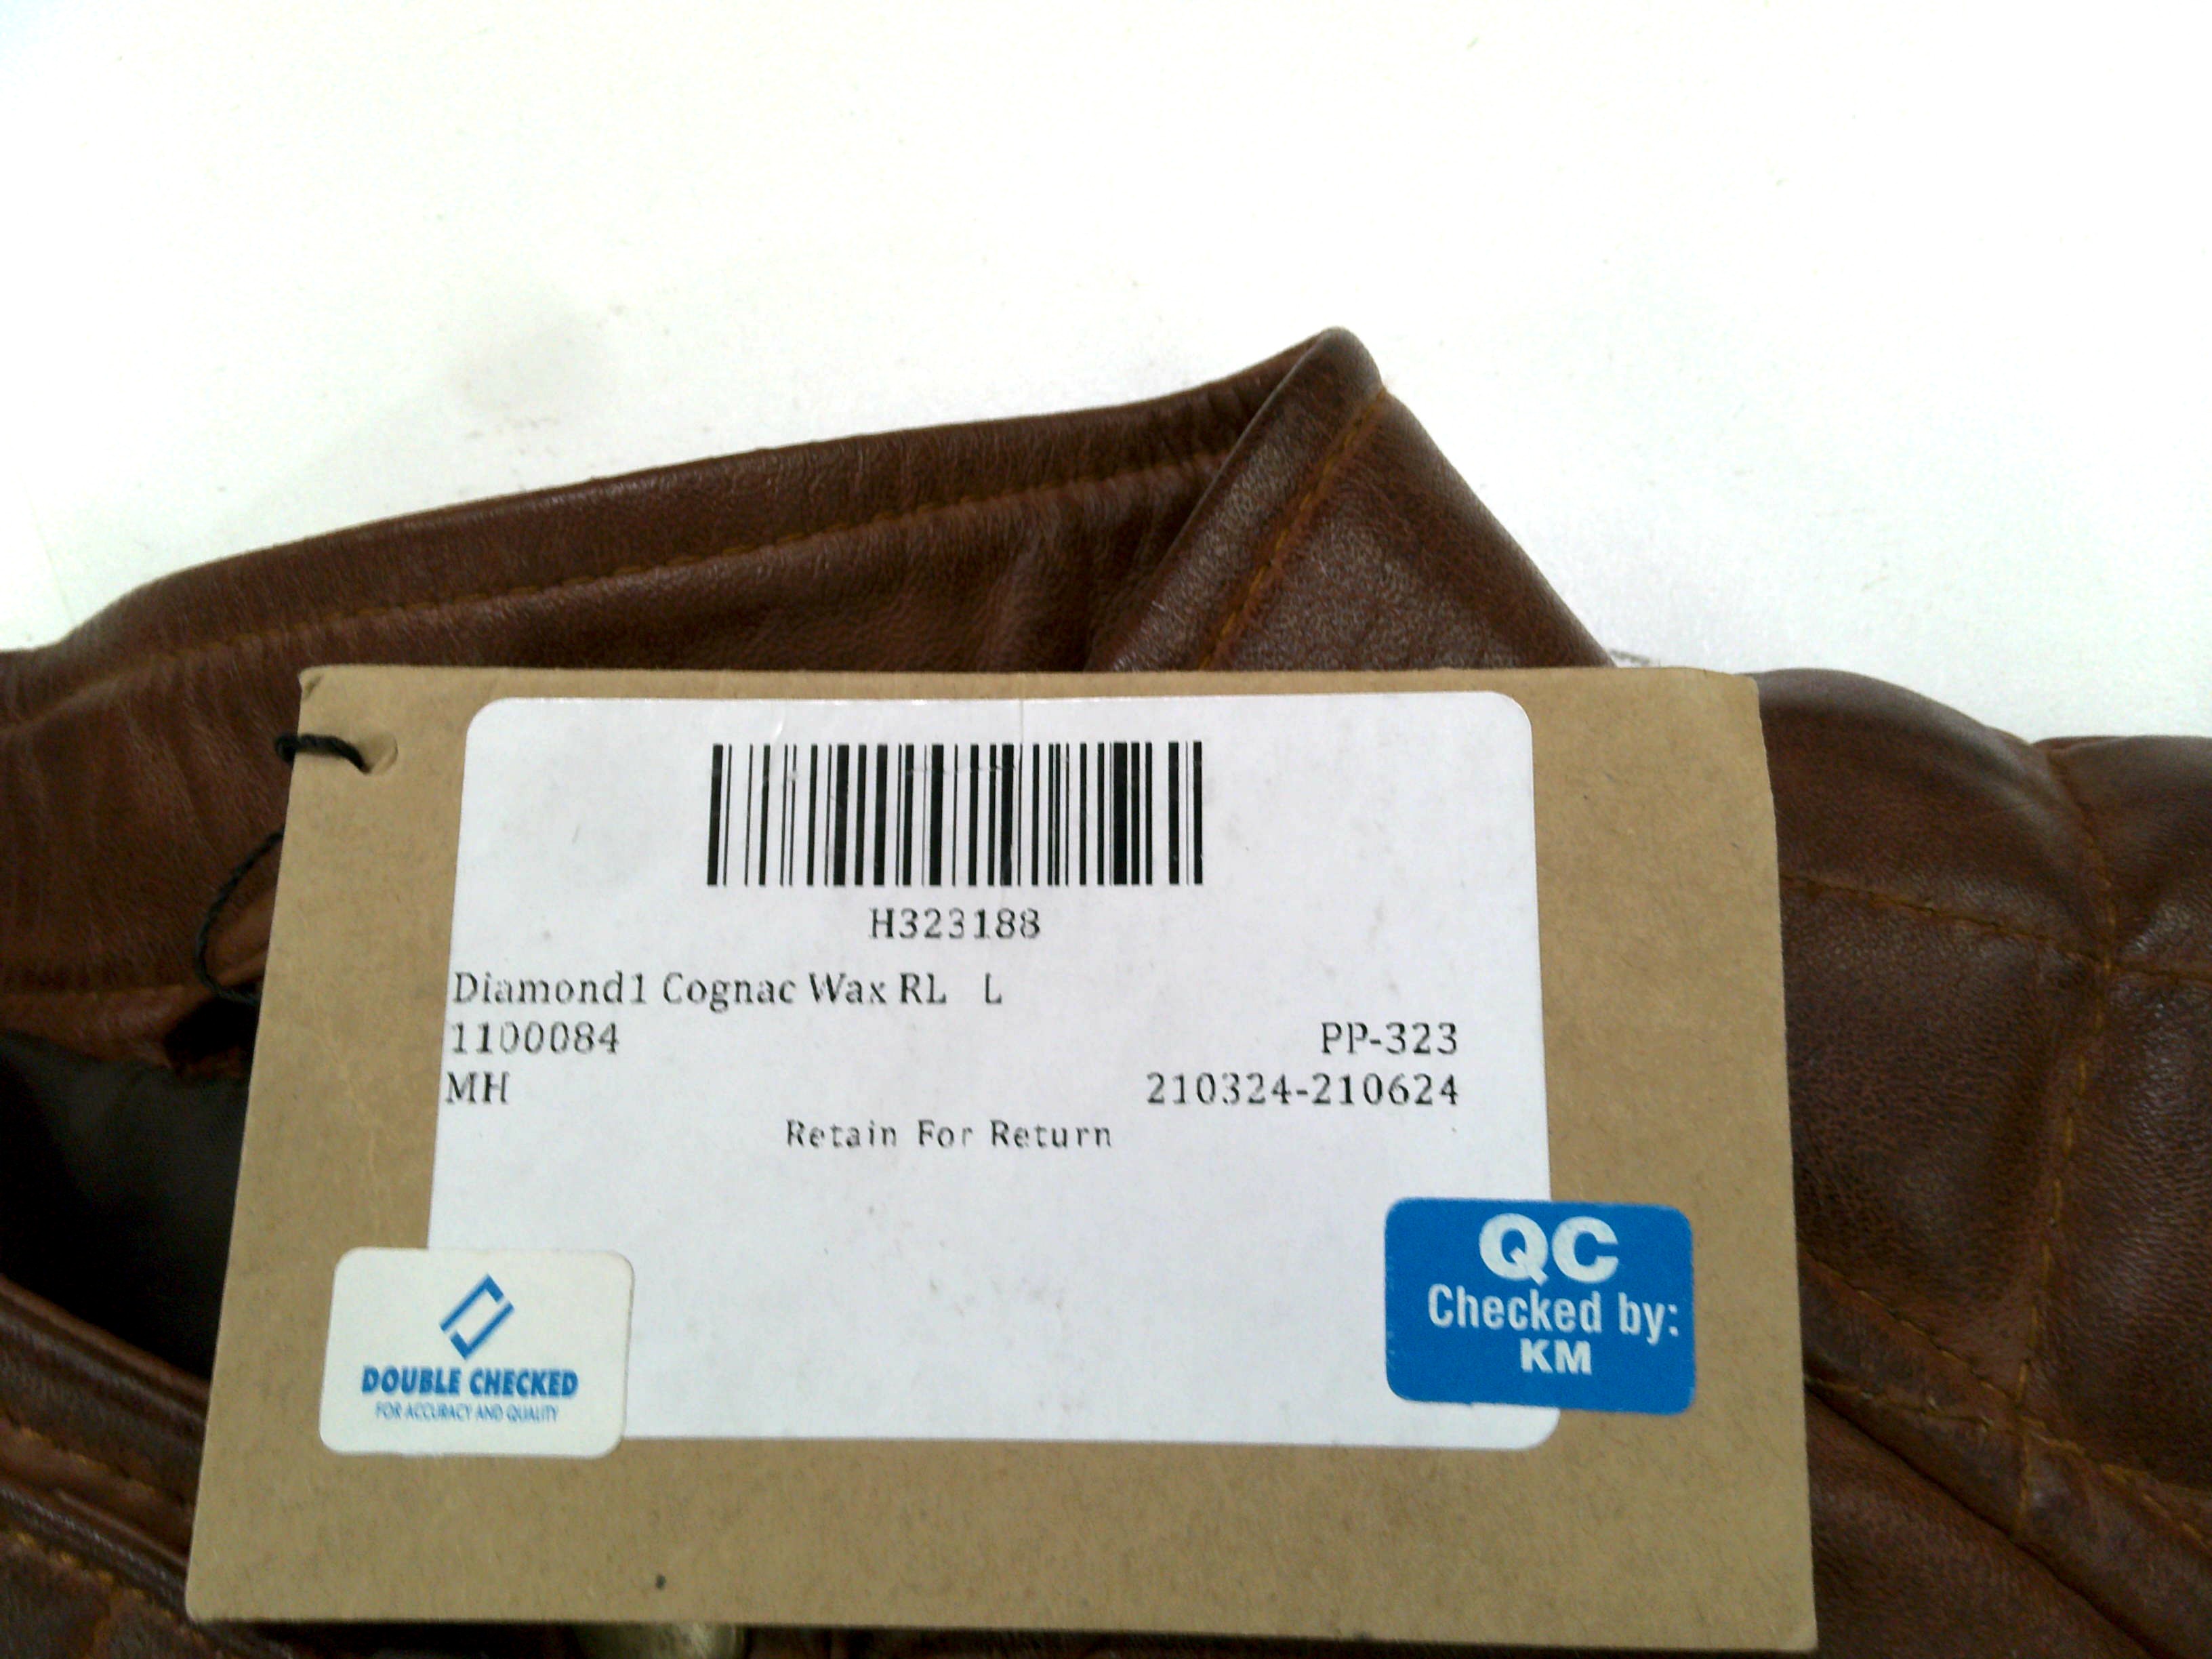 H323188
Diamond1 Cognac Wax RL L
1100084 PP-323
MH 210324-210624
Retain For Return
QC
Checked by:
KM
DOUBLE CHECKED
FOR ACCURACY AND QUALITY